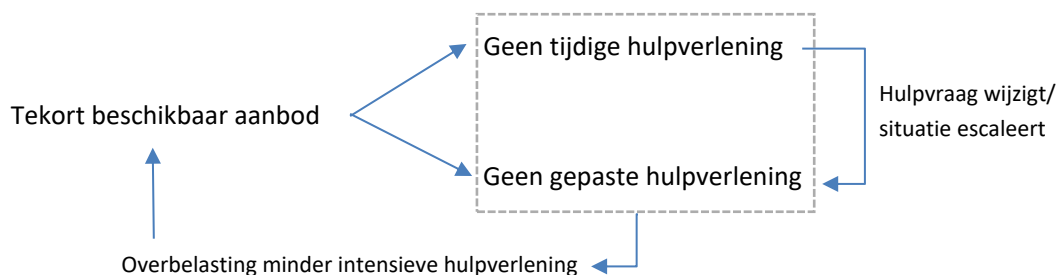 Geen tijdige hulpverlening
Tekort beschikbaar aanbod
Hulpvraag wijzigt/
situatie escaleert
Geen gepaste hulpverlening
Overbelasting minder intensieve hulpverlening